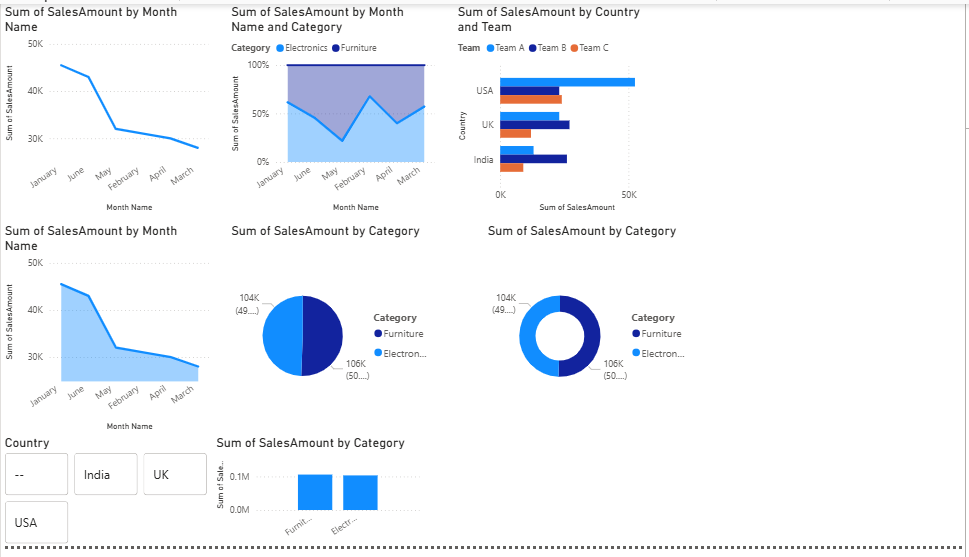 Sum of SalesAmount by Month
Name
50K
40K
30K
Sum of SalesAmount
January
June
May
February
April
March
Month Name
Sum of SalesAmount by Month
Name and Category
Category Electronics Furniture
100%
50%
0%
Sum of SalesAmount
January
June
May
February
April
March
Month Name
Sum of SalesAmount by Country
and Team
Team Team A Team B Team C
USA
UK
India
Country
0K 50K
Sum of SalesAmount
Sum of SalesAmount by Month
Name
50K
40K
30K
Sum of SalesAmount
January
June
May
February
April
March
Month Name
Sum of SalesAmount by Category
104K
(49....)
106K
(50....)
Category
Furniture
Electron...
Sum of SalesAmount by Category
104K
(49....)
106K
(50....)
Category
Furniture
Electron...
Country
--
India
UK
USA
Sum of SalesAmount by Category
Sum of Sale...
0.1M
0.0M
Furnit...
Electr...